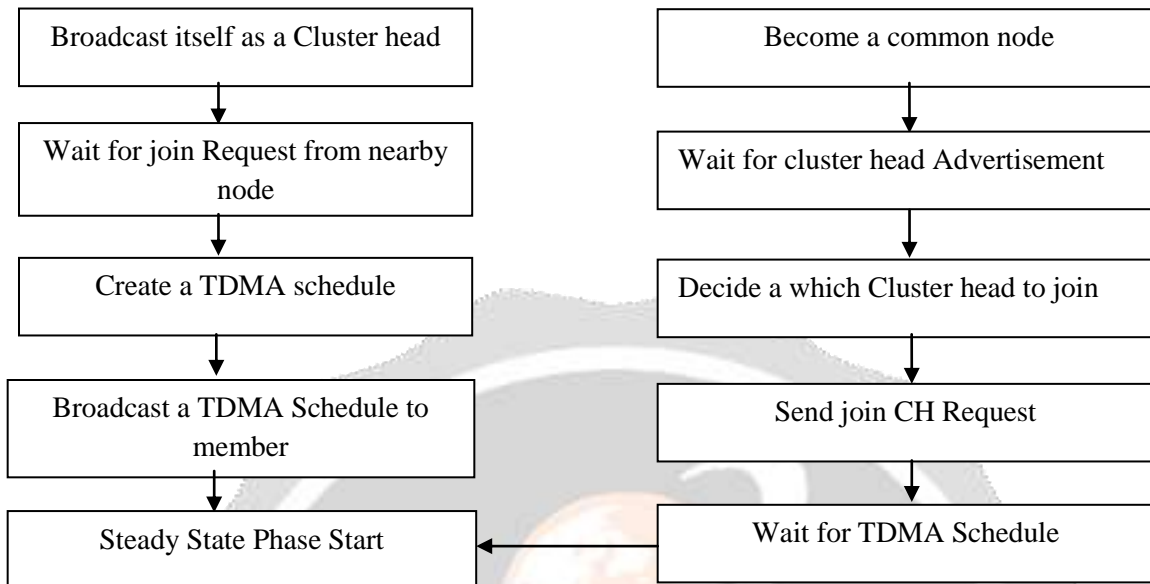 Broadcast itself as a Cluster head
Wait for join Request from nearby
node
Create a TDMA schedule
Broadcast a TDMA Schedule to
member
Steady State Phase Start
Become a common node
Wait for cluster head Advertisement
Decide a which Cluster head to join
Send join CH Request
Wait for TDMA Schedule